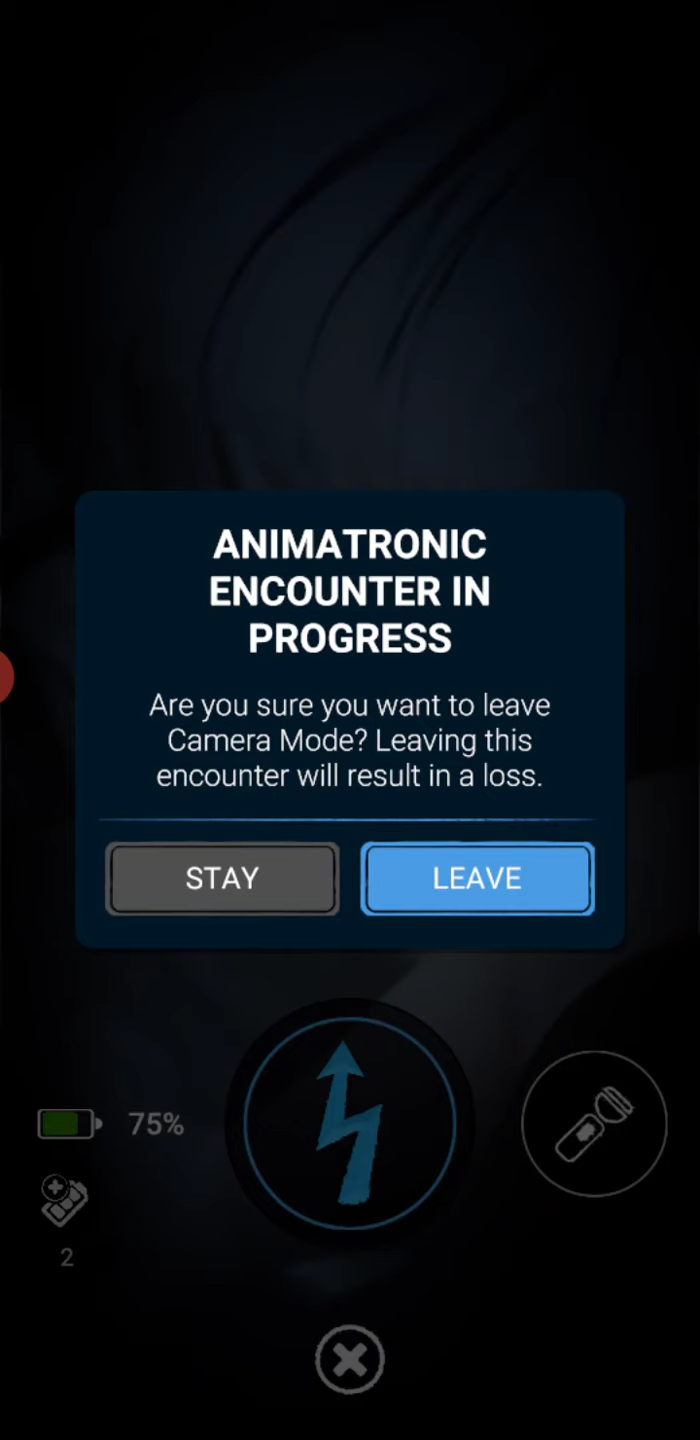 ANIMATRONIC
ENCOUNTER IN
PROGRESS
Are you sure you want to leave
Camera Mode? Leaving this
encounter will result in a loss.
STAY
LEAVE
75%
2